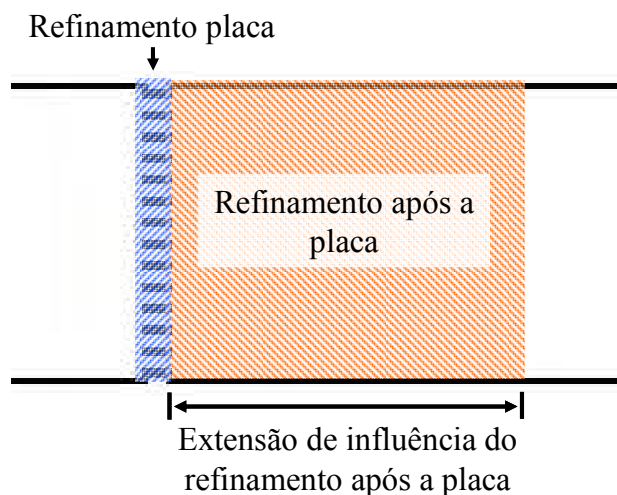 Refinamento placa
Refinamento após a
placa
Extensão de influência do
refinamento após a placa